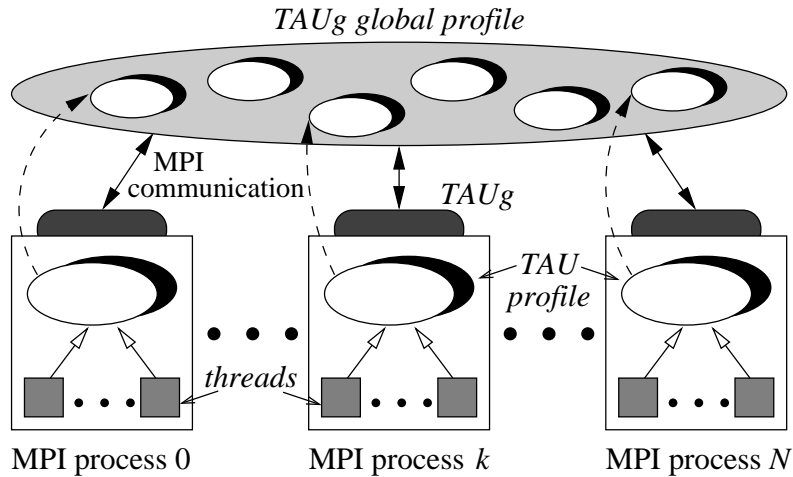 TAUg global profile
MPI
communication
TAUg
TAU
profile
threads
MPI process 0
MPI process k
MPI process N